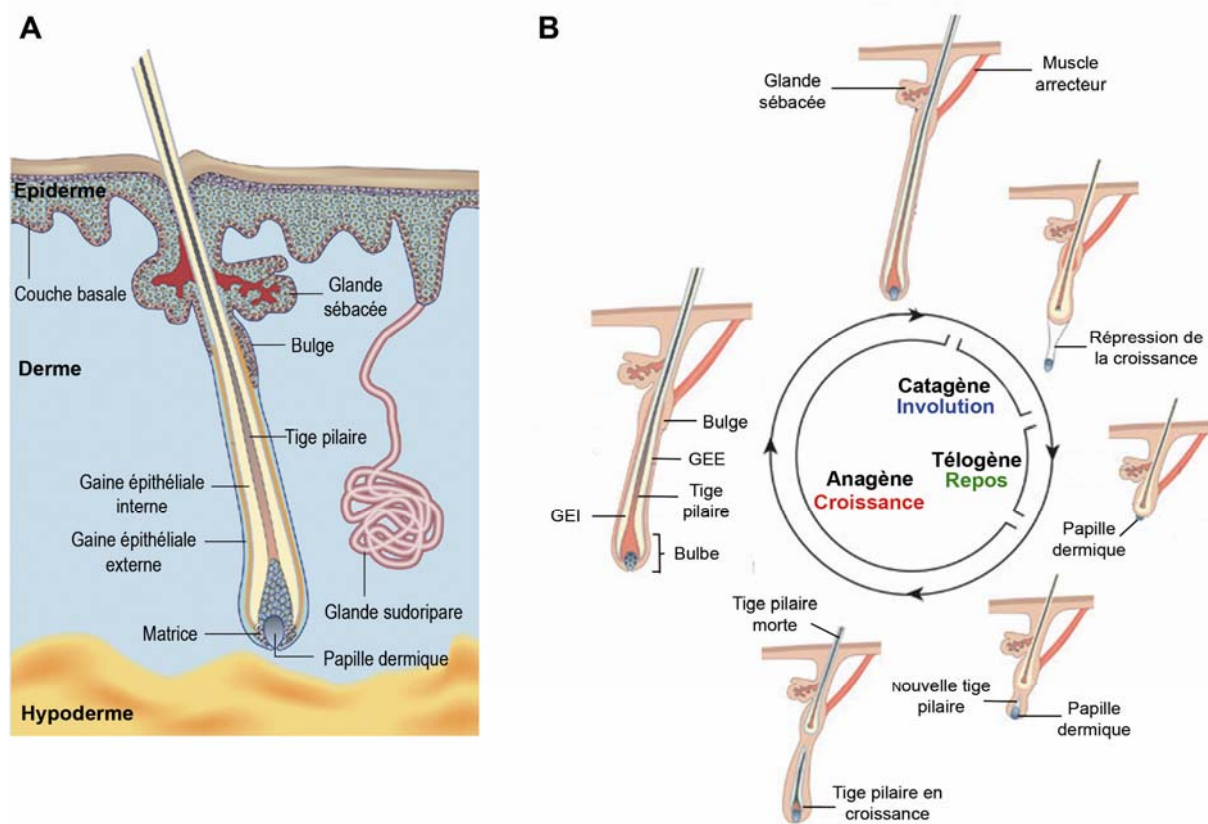 A
Epiderme
Couche basale
Glande
sébacée
Derme
Bulge
Tige pilaire
Gaine épithéliale
interne
Gaine épithéliale
externe
Glande sudoripare
Matrice
Papille dermique
Hypoderme
B
Glande
sébacée
Muscle
arrecteur
Répression de
la croissance
Catagène
Involution
Bulge
GEE
Télogène
Repos
Anagène
Croissance
Tige
pilaire
GEI
Bulbe
Papille
dermique
Tige pilaire
morte
Nouvelle tige
pilaire
Papille
dermique
Tige pilaire en
croissance